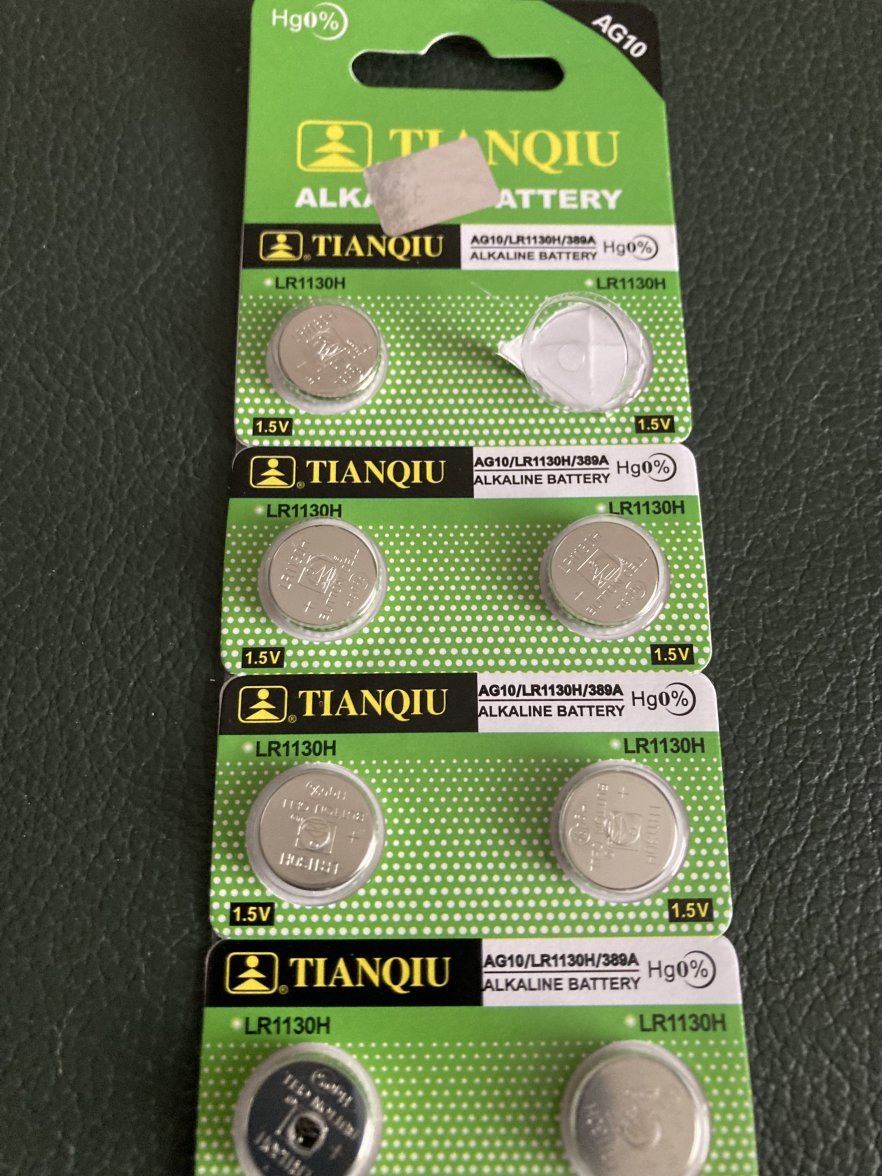 Hg0%
AG10
TIANQIU
ALKA ATTERY
TIANQIU AG10/LR1130H/389A Hg0%
ALKALINE BATTERY
LR1130H LR1130H
1.5V 1.5V
TIANQIU AG10/LR1130H/389A Hg0%
ALKALINE BATTERY
LR1130H LR1130H
1.5V 1.5V
TIANQIU AG10/LR1130H/389A Hg0%
ALKALINE BATTERY
LR1130H LR1130H
1.5V 1.5V
TIANQIU AG10/LR1130H/389A Hg0%
ALKALINE BATTERY
LR1130H LR1130H